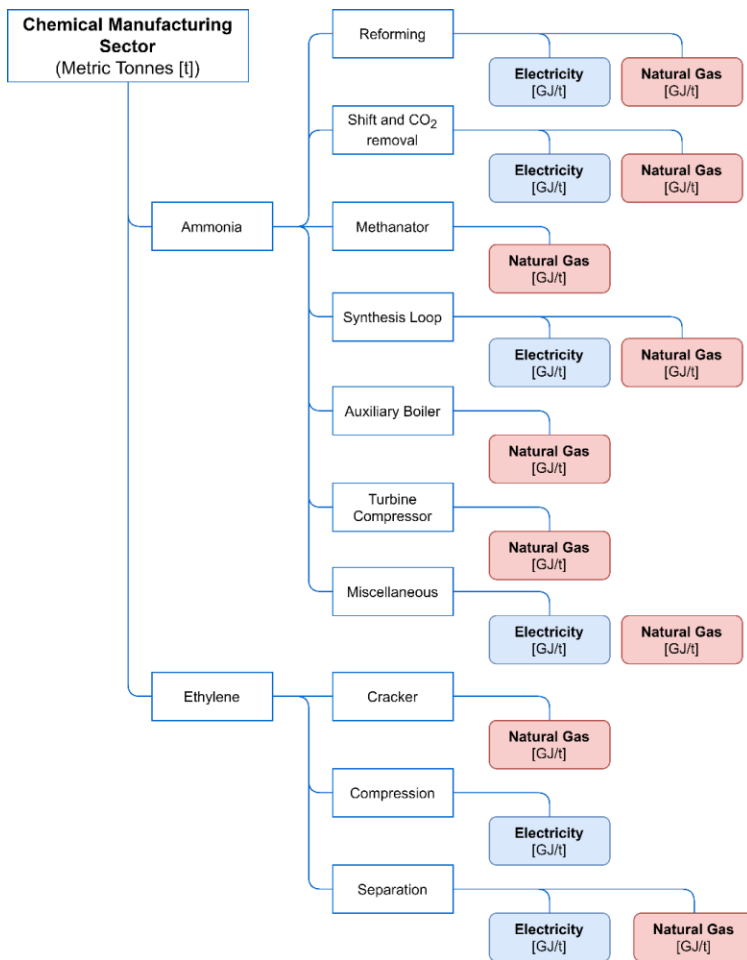 Chemical Manufacturing
Sector
(Metric Tonnes [t])
Reforming
Electricity
[GJ/t]
Natural Gas
[GJ/t]
Shift and CO₂
removal
Electricity
[GJ/t]
Natural Gas
[GJ/t]
Ammonia
Methanator
Natural Gas
[GJ/t]
Synthesis Loop
Electricity
[GJ/t]
Natural Gas
[GJ/t]
Auxiliary Boiler
Natural Gas
[GJ/t]
Turbine
Compressor
Natural Gas
[GJ/t]
Miscellaneous
Electricity
[GJ/t]
Natural Gas
[GJ/t]
Ethylene
Cracker
Natural Gas
[GJ/t]
Compression
Electricity
[GJ/t]
Separation
Electricity
[GJ/t]
Natural Gas
[GJ/t]